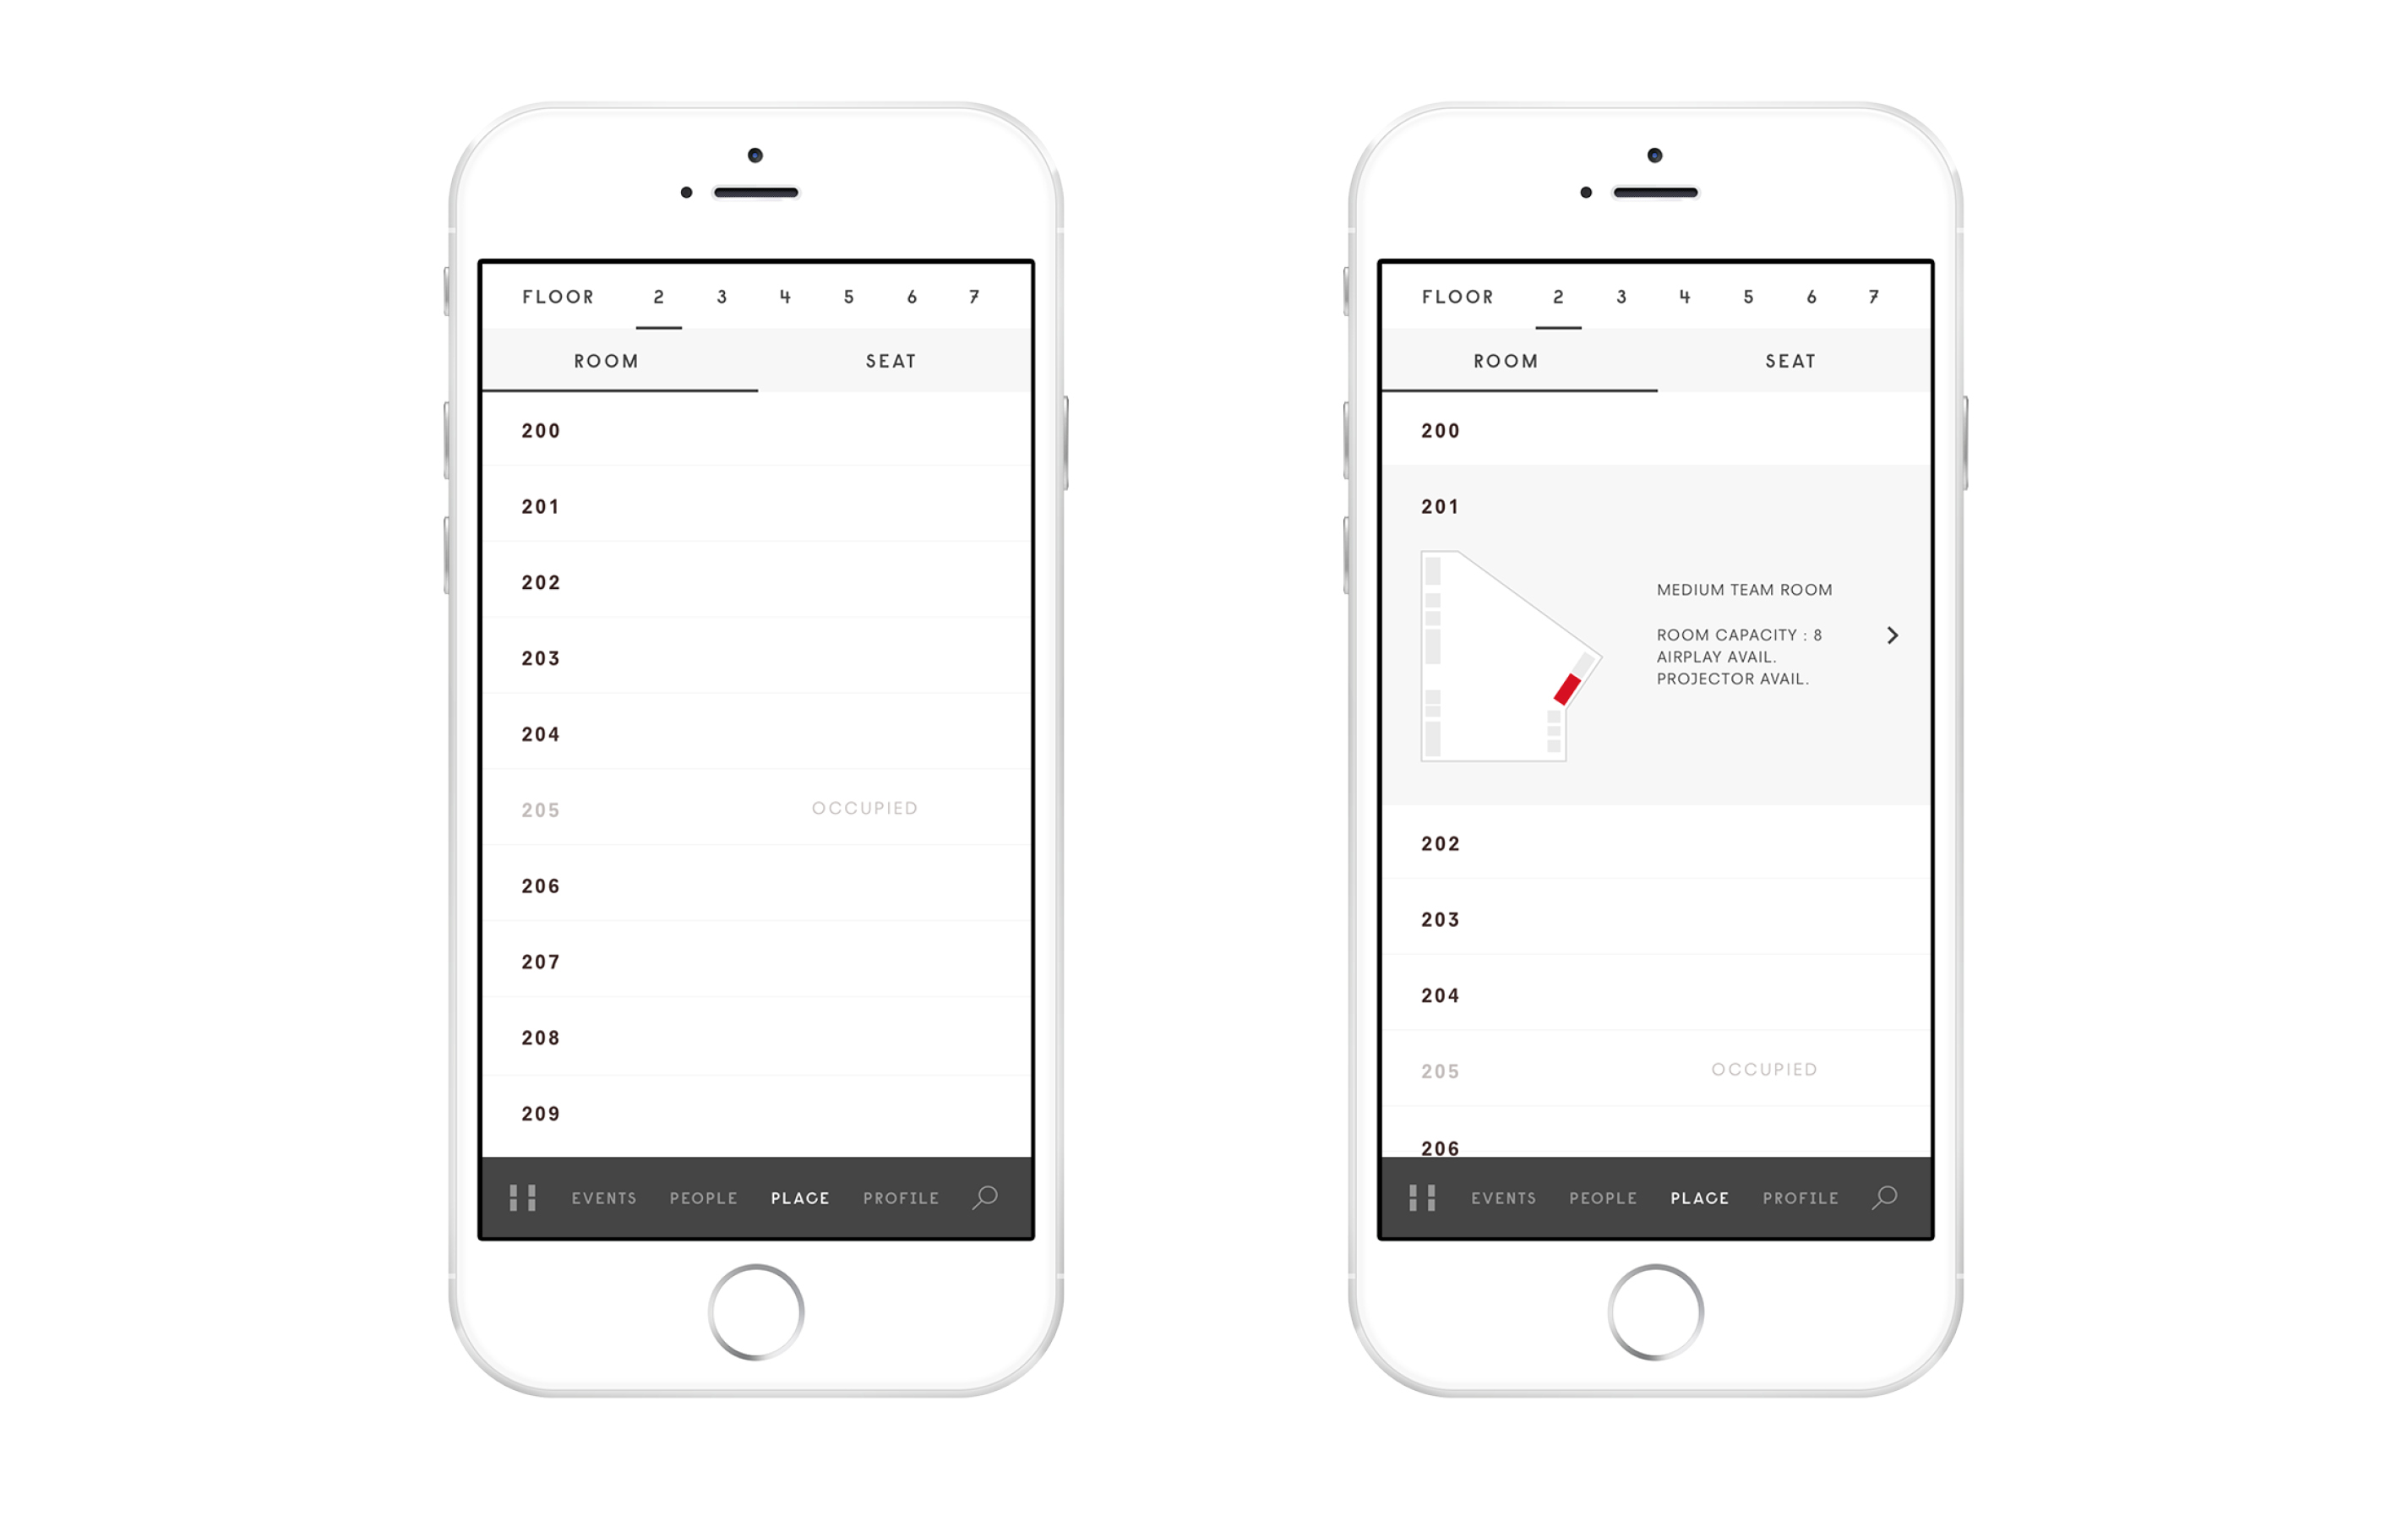 FLOOR 2 3 4 5 6 7
ROOM SEAT
200
201
202
203
204
205 OCCUPIED
206
207
208
209
EVENTS PEOPLE PLACE PROFILE
FLOOR 2 3 4 5 6 7
ROOM SEAT
200
201
MEDIUM TEAM ROOM
ROOM CAPACITY : 8
AIRPLAY AVAIL.
PROJECTOR AVAIL.
202
203
204
205 OCCUPIED
206
EVENTS PEOPLE PLACE PROFILE